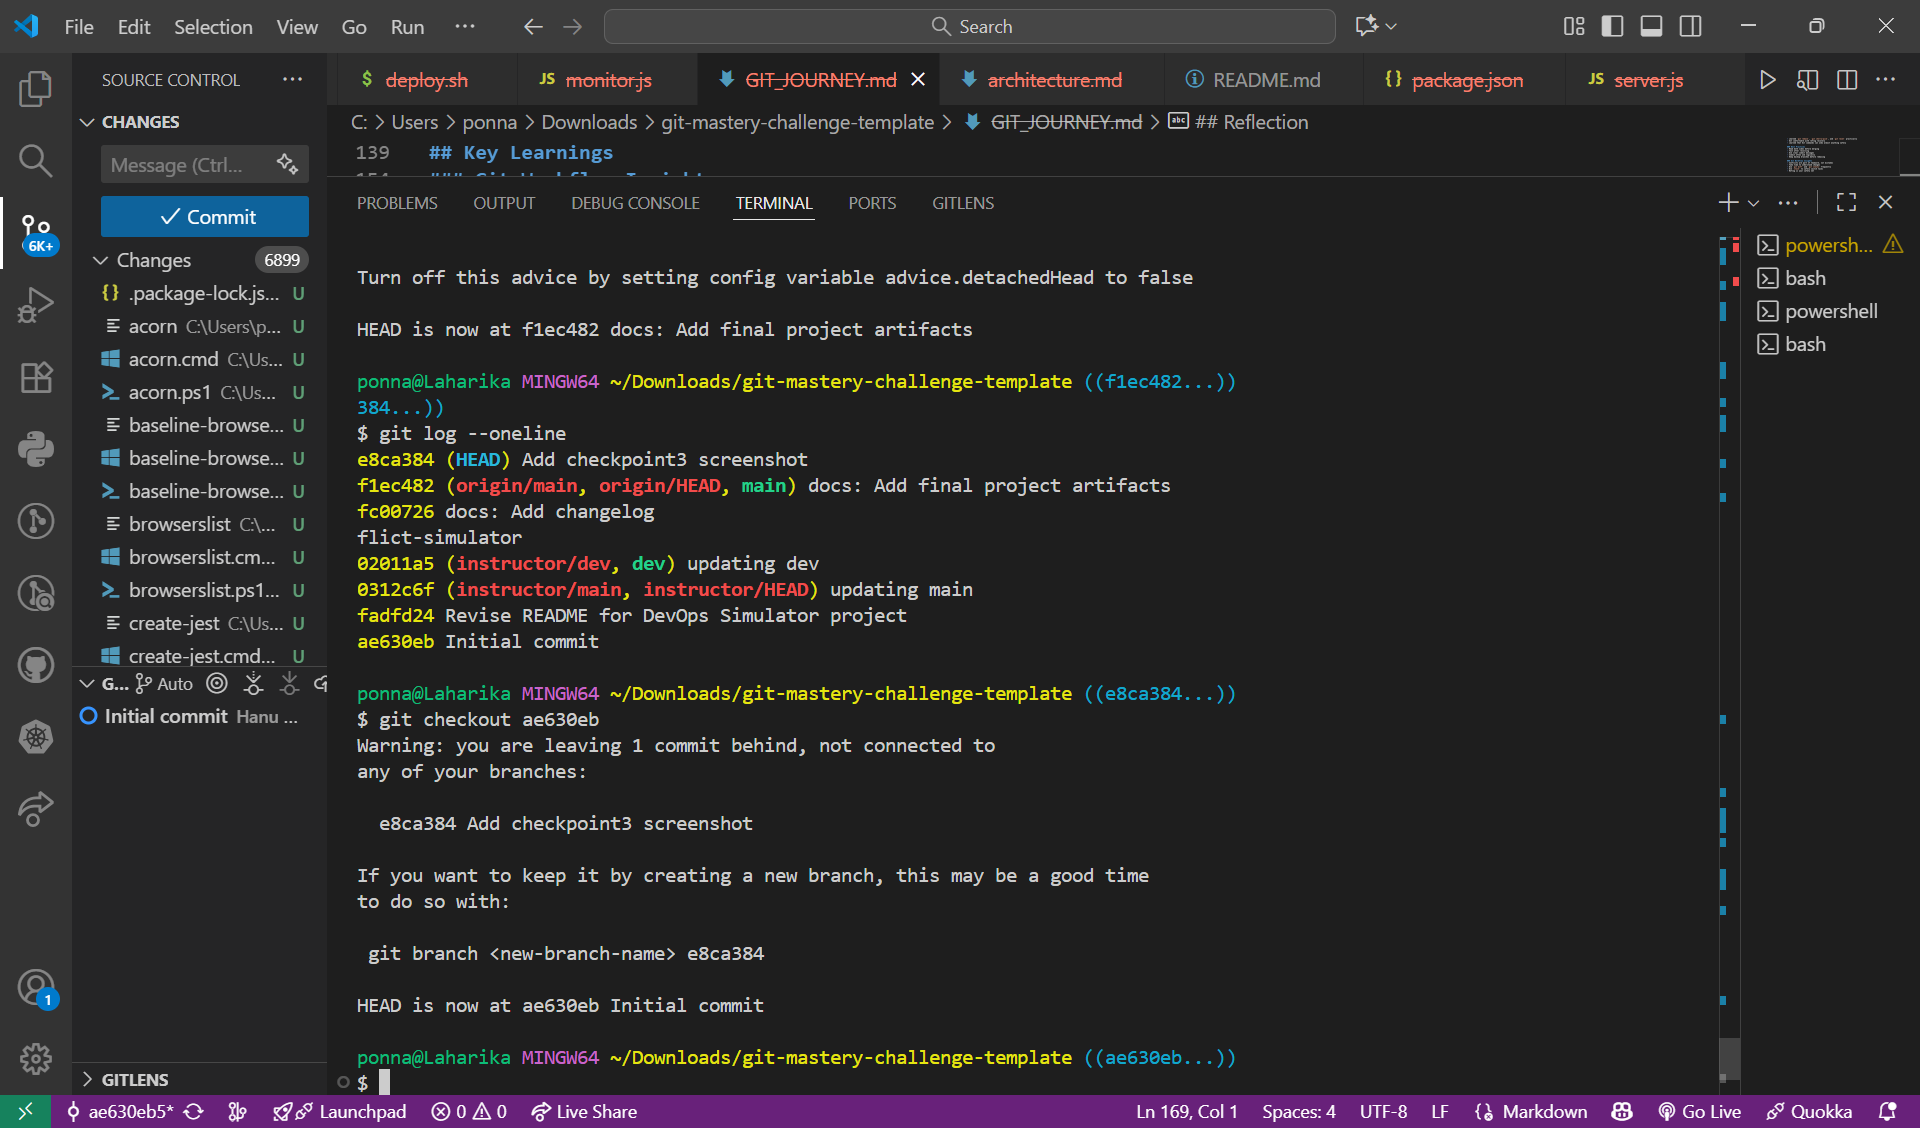 File Edit Selection View Go Run ··· Search
SOURCE CONTROL ···
$ deploy.sh JS monitor.js GIT_JOURNEY.md architecture.md README.md {} package.json JS server.js
C: > Users > ponna > Downloads > git-mastery-challenge-template > GIT_JOURNEY.md > abc ## Reflection
139 ## Key Learnings
CHANGES
Message (Ctrl...
Commit
6K+
Changes 6899
{} .package-lock.js... U
acorn C:\Users\p... U
acorn.cmd C:\Us... U
acorn.ps1 C:\Us... U
baseline-browse... U
baseline-browse... U
baseline-browse... U
browserslist C:\... U
browserslist.cm... U
browserslist.ps1... U
create-jest C:\Us... U
create-jest.cmd... U
G... Auto
Initial commit Hanu ...
GITLENS
1
PROBLEMS OUTPUT DEBUG CONSOLE TERMINAL PORTS GITLENS
Turn off this advice by setting config variable advice.detachedHead to false
HEAD is now at f1ec482 docs: Add final project artifacts
ponna@Laharika MINGW64 ~/Downloads/git-mastery-challenge-template ((f1ec482...))
384...))
$ git log --oneline
e8ca384 (HEAD) Add checkpoint3 screenshot
f1ec482 (origin/main, origin/HEAD, main) docs: Add final project artifacts
fc00726 docs: Add changelog
flict-simulator
02011a5 (instructor/dev, dev) updating dev
0312c6f (instructor/main, instructor/HEAD) updating main
fadfd24 Revise README for DevOps Simulator project
ae630eb Initial commit
ponna@Laharika MINGW64 ~/Downloads/git-mastery-challenge-template ((e8ca384...))
$ git checkout ae630eb
Warning: you are leaving 1 commit behind, not connected to
any of your branches:
e8ca384 Add checkpoint3 screenshot
If you want to keep it by creating a new branch, this may be a good time
to do so with:
git branch <new-branch-name> e8ca384
HEAD is now at ae630eb Initial commit
ponna@Laharika MINGW64 ~/Downloads/git-mastery-challenge-template ((ae630eb...))
$
powersh...
bash
powershell
bash
ae630eb5* Launchpad 0 0 Live Share Ln 169, Col 1 Spaces: 4 UTF-8 LF Markdown Go Live Quokka